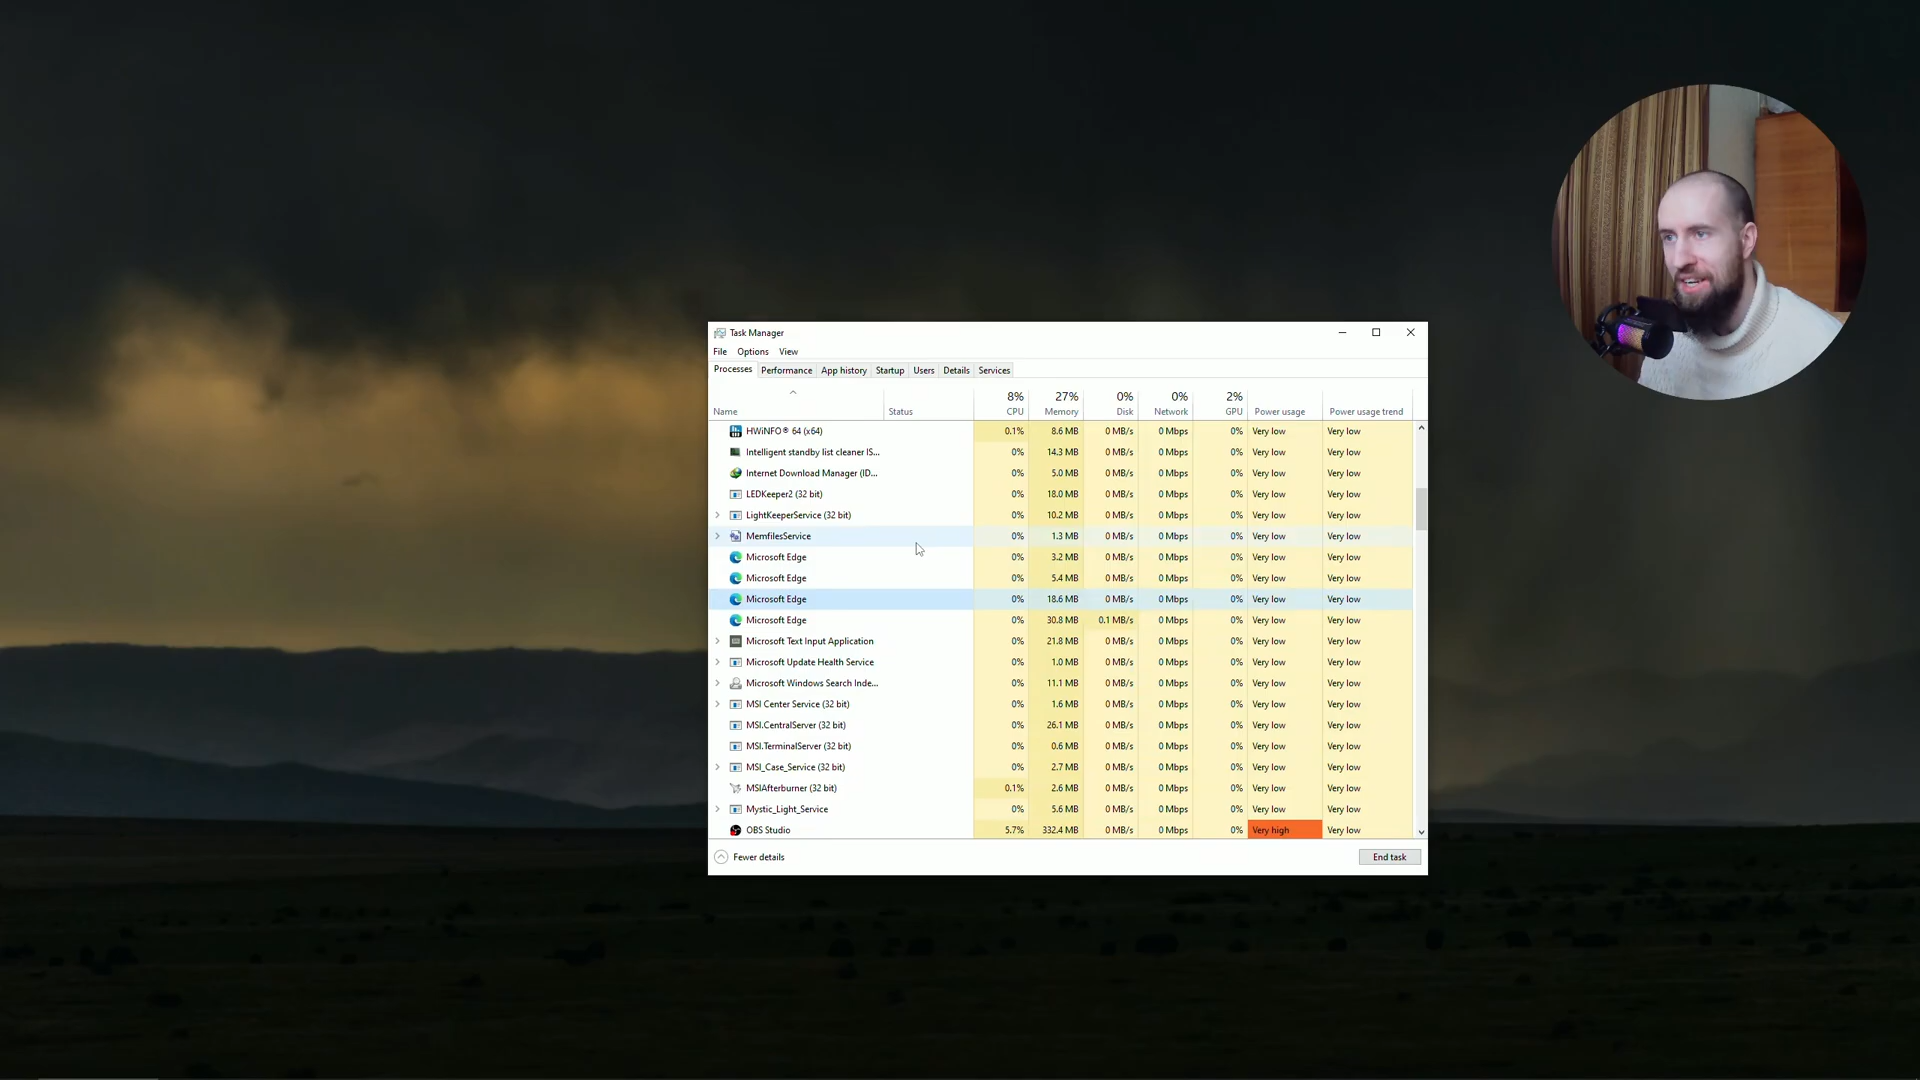 Task Manager
File Options View
Processes Performance App history Startup Users Details Services
8% 27% 0% 0% 2%
Name Status CPU Memory Disk Network GPU Power usage Power usage trend
HWiNFO® 64 (x64) 0.1% 8.6 MB 0 MB/s 0 Mbps 0% Very low Very low
Intelligent standby list cleaner IS... 0% 14.3 MB 0 MB/s 0 Mbps 0% Very low Very low
Internet Download Manager (ID... 0% 5.0 MB 0 MB/s 0 Mbps 0% Very low Very low
LEDKeeper2 (32 bit) 0% 18.0 MB 0 MB/s 0 Mbps 0% Very low Very low
LightKeeperService (32 bit) 0% 10.2 MB 0 MB/s 0 Mbps 0% Very low Very low
MemfilesService 0% 1.3 MB 0 MB/s 0 Mbps 0% Very low Very low
Microsoft Edge 0% 3.2 MB 0 MB/s 0 Mbps 0% Very low Very low
Microsoft Edge 0% 5.4 MB 0 MB/s 0 Mbps 0% Very low Very low
Microsoft Edge 0% 18.6 MB 0 MB/s 0 Mbps 0% Very low Very low
Microsoft Edge 0% 30.8 MB 0.1 MB/s 0 Mbps 0% Very low Very low
Microsoft Text Input Application 0% 21.8 MB 0 MB/s 0 Mbps 0% Very low Very low
Microsoft Update Health Service 0% 1.0 MB 0 MB/s 0 Mbps 0% Very low Very low
Microsoft Windows Search Inde... 0% 11.1 MB 0 MB/s 0 Mbps 0% Very low Very low
MSI Center Service (32 bit) 0% 1.6 MB 0 MB/s 0 Mbps 0% Very low Very low
MSI.CentralServer (32 bit) 0% 26.1 MB 0 MB/s 0 Mbps 0% Very low Very low
MSI.TerminalServer (32 bit) 0% 0.6 MB 0 MB/s 0 Mbps 0% Very low Very low
MSI_Case_Service (32 bit) 0% 2.7 MB 0 MB/s 0 Mbps 0% Very low Very low
MSIAfterburner (32 bit) 0.1% 2.6 MB 0 MB/s 0 Mbps 0% Very low Very low
Mystic_Light_Service 0% 5.6 MB 0 MB/s 0 Mbps 0% Very low Very low
OBS Studio 5.7% 332.4 MB 0 MB/s 0 Mbps 0% Very high Very low
Fewer details End task